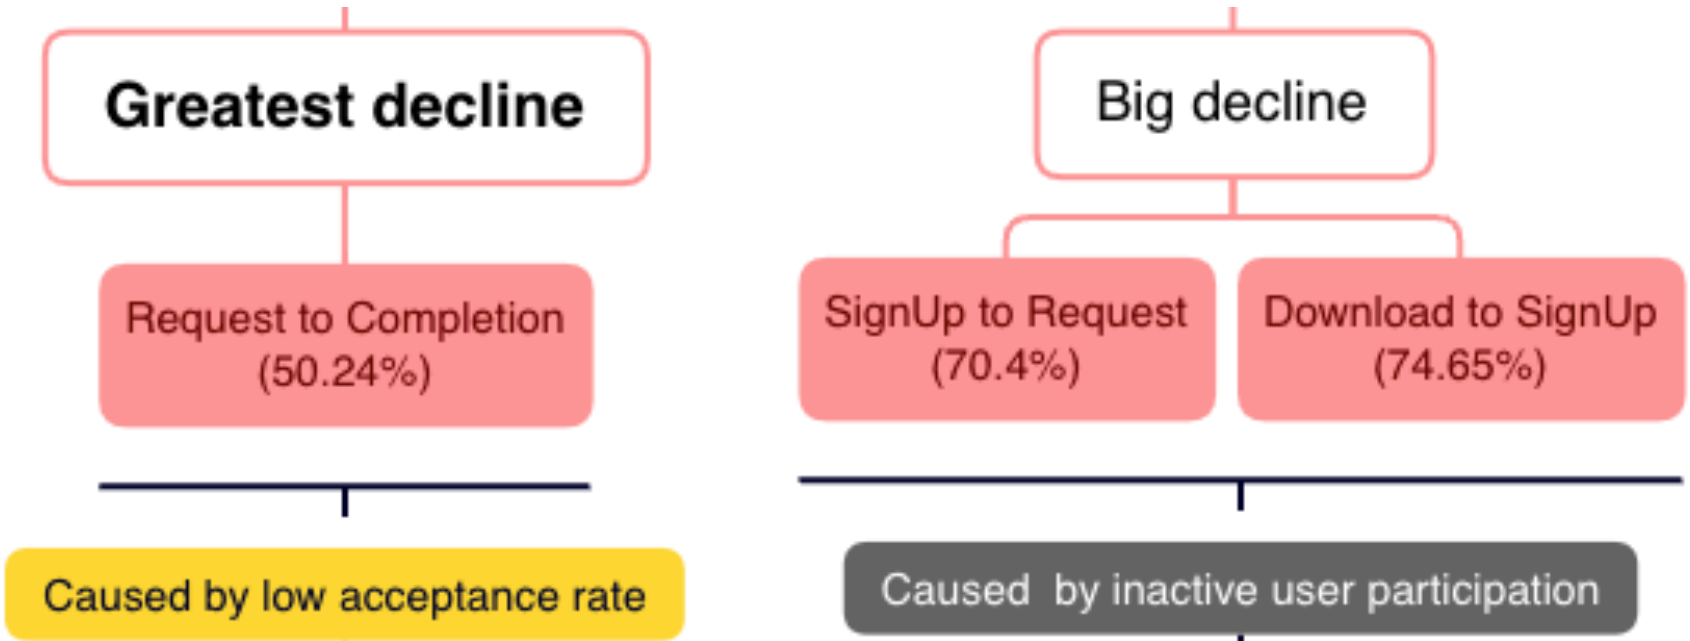 Greatest decline
Big decline
Request to Completion
(50.24%)
SignUp to Request
(70.4%)
Download to SignUp
(74.65%)
Caused by low acceptance rate
Caused  by inactive user participation